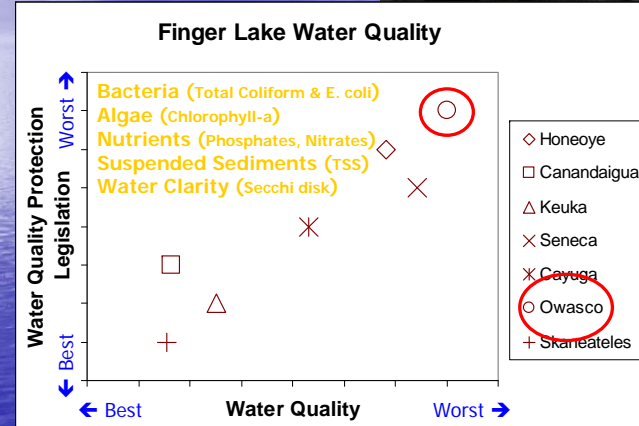 Finger Lake Water Quality
Bacteria (Total Coliform & E. coli)
Algae (Chlorophyll-a)
Nutrients (Phosphates, Nitrates)
Suspended Sediments (TSS)
Water Clarity (Secchi disk)
Water Quality Protection
Legislation
Worst →
← Best
← Best
Water Quality
Worst →
Honeoye
Canandaigua
Keuka
Seneca
Cayuga
Owasco
Skaneateles